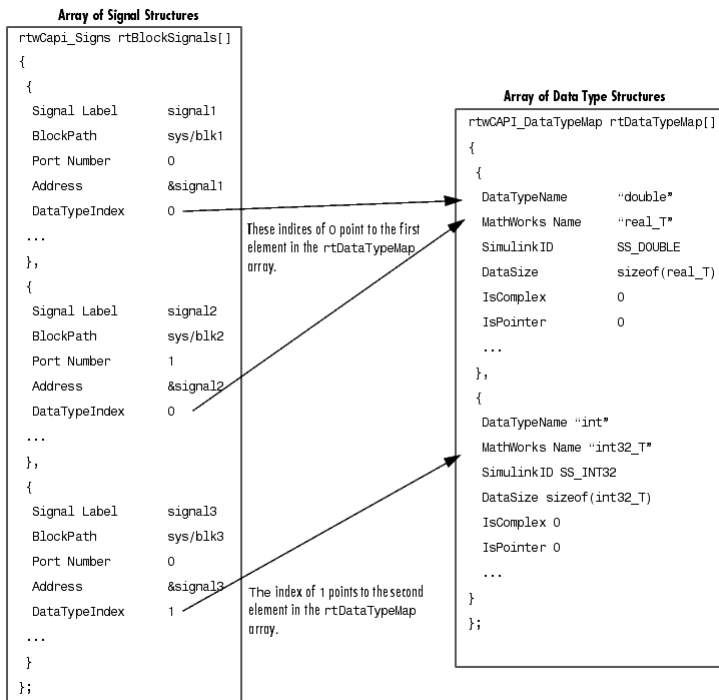 Array of Signal Structures
rtwCapi_Signs rtBlockSignals[]
{
{
Signal Label signal1
BlockPath sys/blk1
Port Number 0
Address &signal1
DataTypeIndex 0
...
},
{
Signal Label signal2
BlockPath sys/blk2
Port Number 1
Address &signal2
DataTypeIndex 0
...
},
{
Signal Label signal3
BlockPath sys/blk3
Port Number 0
Address &signal3
DataTypeIndex 1
...
}
};
These indices of 0 point to the first
element in the rtDataTypeMap
array.
The index of 1 points to the second
element in the rtDataTypeMap
array.
Array of Data Type Structures
rtwCAPI_DataTypeMap rtDataTypeMap[]
{
{
DataTypeName “double”
MathWorks Name “real_T”
SimulinkID SS_DOUBLE
DataSize sizeof(real_T)
IsComplex 0
IsPointer 0
...
},
{
DataTypeName “int”
MathWorks Name “int32_T”
SimulinkID SS_INT32
DataSize sizeof(int32_T)
IsComplex 0
IsPointer 0
...
}
};